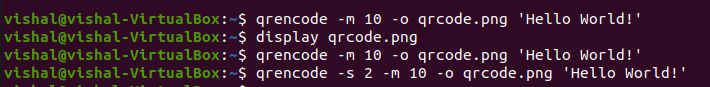 vishal@vishal-VirtualBox:~$ qrencode -m 10 -o qrcode.png 'Hello World!'
vishal@vishal-VirtualBox:~$ display qrcode.png
vishal@vishal-VirtualBox:~$ qrencode -m 10 -o qrcode.png 'Hello World!'
vishal@vishal-VirtualBox:~$ qrencode -s 2 -m 10 -o qrcode.png 'Hello World!'